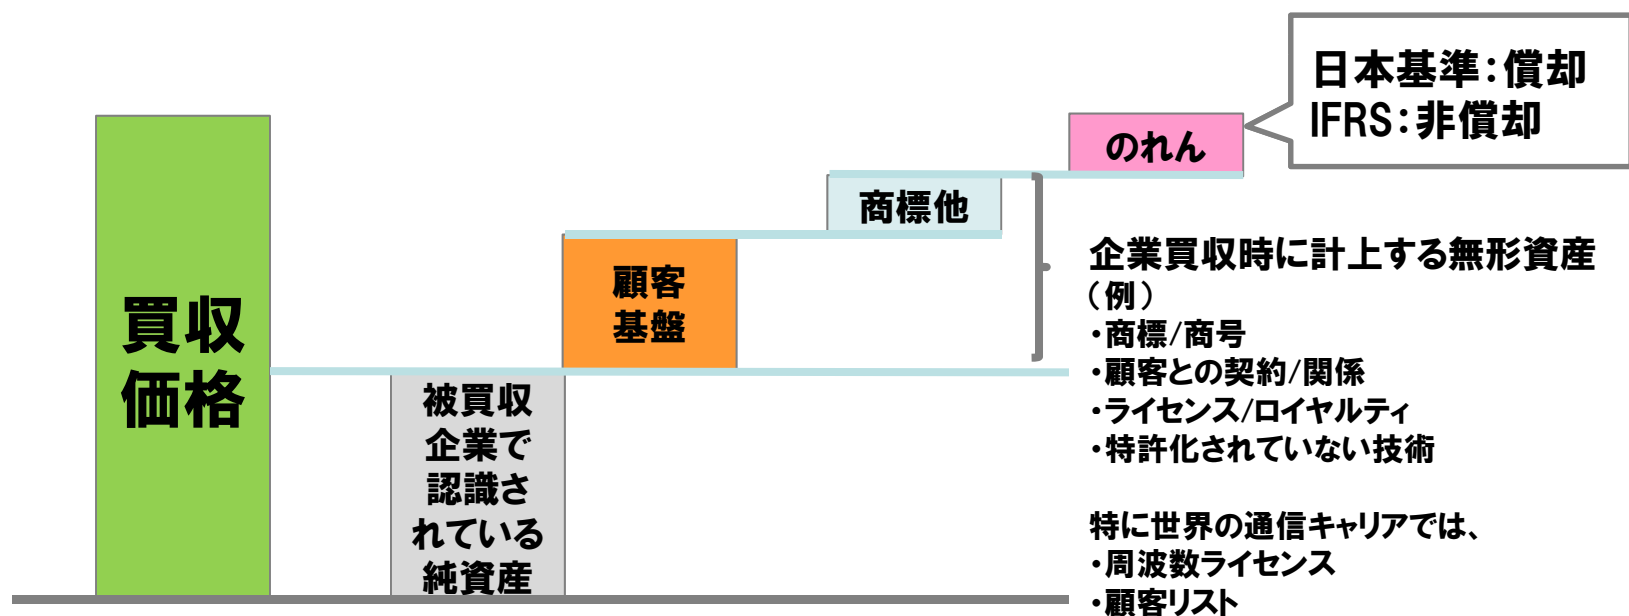 買収
価格
被買収
企業で
認識さ
れている
純資産
顧客
基盤
商標他
のれん
日本基準：償却
IFRS：非償却
企業買収時に計上する無形資産
（例）
・商標/商号
・顧客との契約/関係
・ライセンス/ロイヤルティ
・特許化されていない技術
特に世界の通信キャリアでは、
・周波数ライセンス
・顧客リスト